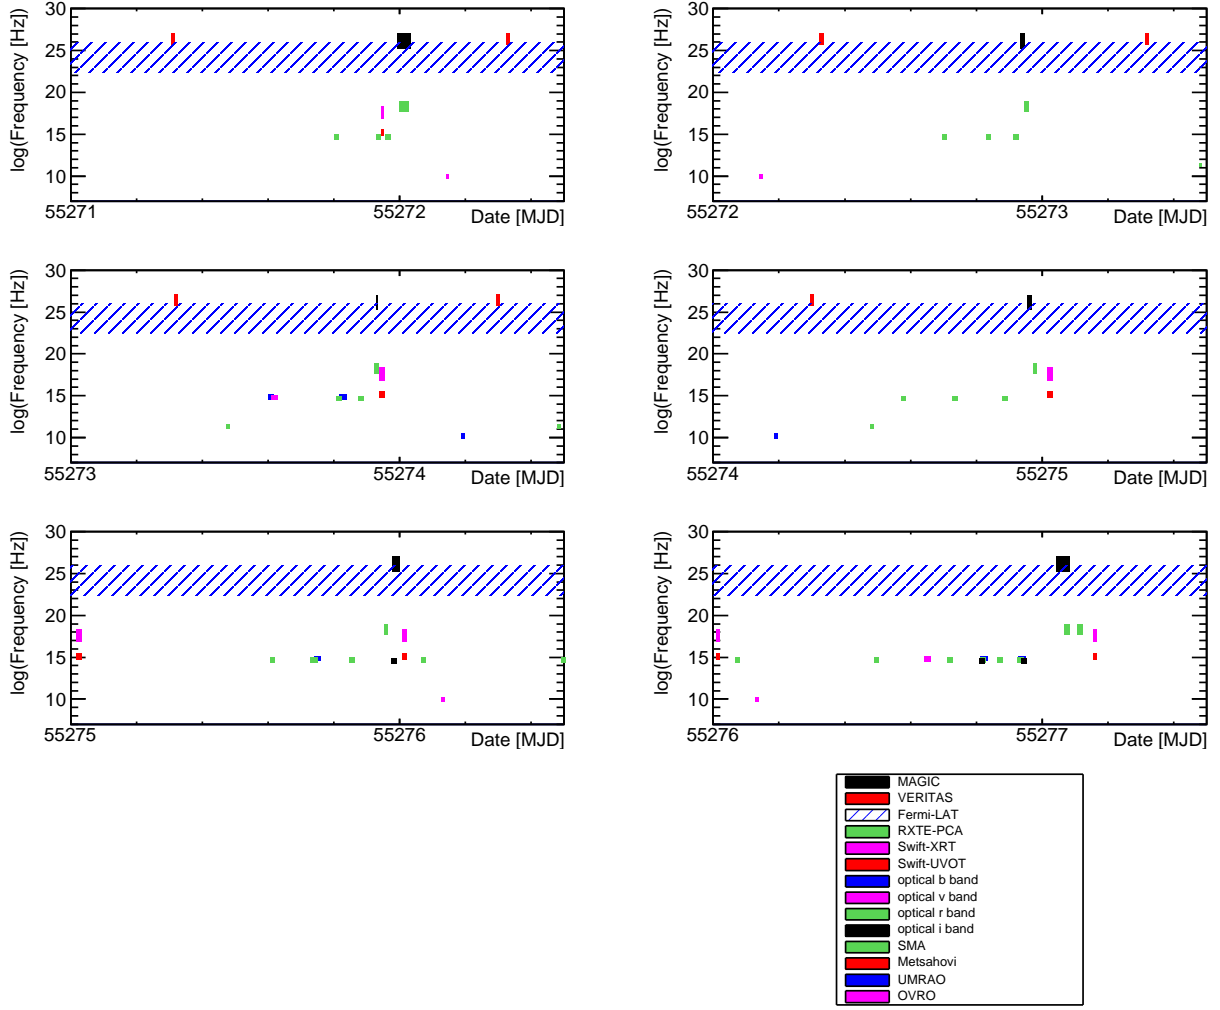 log(Frequency [Hz])
30
25
20
15
10
55271
55272
Date [MJD]
log(Frequency [Hz])
30
25
20
15
10
55272
55273
Date [MJD]
log(Frequency [Hz])
30
25
20
15
10
55273
55274
Date [MJD]
log(Frequency [Hz])
30
25
20
15
10
55274
55275
Date [MJD]
log(Frequency [Hz])
30
25
20
15
10
55275
55276
Date [MJD]
log(Frequency [Hz])
30
25
20
15
10
55276
55277
Date [MJD]
MAGIC
VERITAS
Fermi-LAT
RXTE-PCA
Swift-XRT
Swift-UVOT
optical b band
optical v band
optical r band
optical i band
SMA
Metsahovi
UMRAO
OVRO